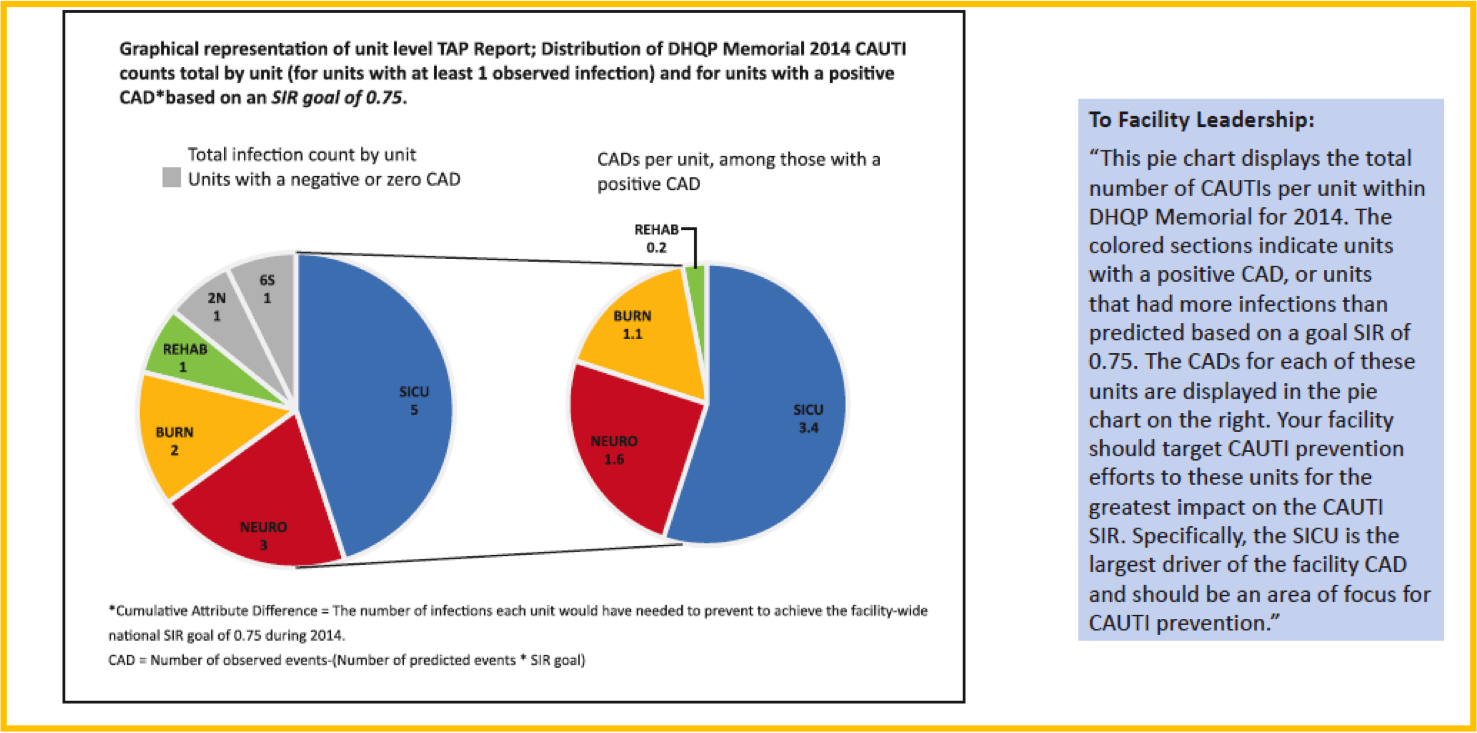 Graphical representation of unit level TAP Report; Distribution of DHQP Memorial 2014 CAUTI
counts total by unit (for units with at least 1 observed infection) and for units with a positive
CAD*based on an SIR goal of 0.75.
Total infection count by unit
Units with a negative or zero CAD
CADs per unit, among those with a
positive CAD
6S
1
2N
1
REHAB
1
BURN
2
NEURO
3
SICU
5
REHAB
0.2
BURN
1.1
NEURO
1.6
SICU
3.4
*Cumulative Attribute Difference = The number of infections each unit would have needed to prevent to achieve the facility-wide
national SIR goal of 0.75 during 2014.
CAD = Number of observed events-(Number of predicted events * SIR goal)
To Facility Leadership:
“This pie chart displays the total
number of CAUTIs per unit within
DHQP Memorial for 2014. The
colored sections indicate units
with a positive CAD, or units
that had more infections than
predicted based on a goal SIR of
0.75. The CADs for each of these
units are displayed in the pie
chart on the right. Your facility
should target CAUTI prevention
efforts to these units for the
greatest impact on the CAUTI
SIR. Specifically, the SICU is the
largest driver of the facility CAD
and should be an area of focus for
CAUTI prevention.”